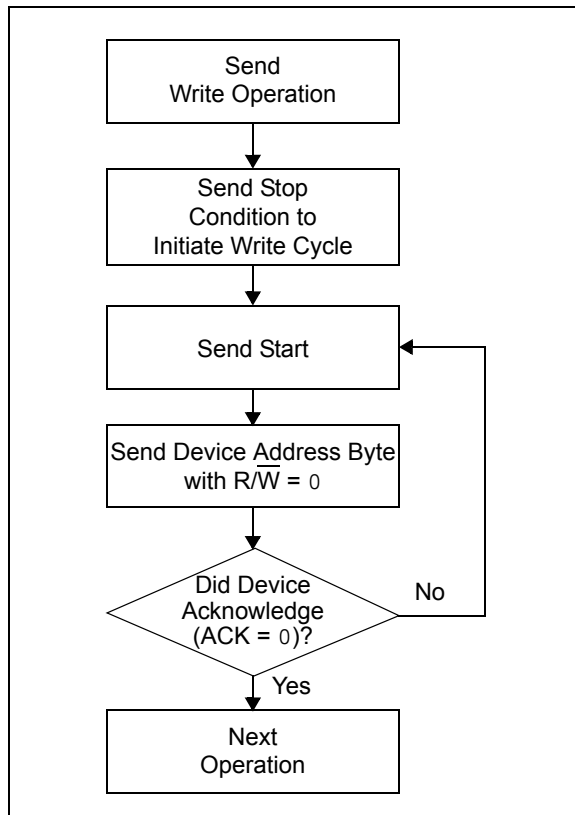 Send
Write Operation
Send Stop
Condition to
Initiate Write Cycle
Send Start
Send Device Address Byte
with R/W̅ = 0
Did Device
Acknowledge
(ACK = 0)?
No
Yes
Next
Operation